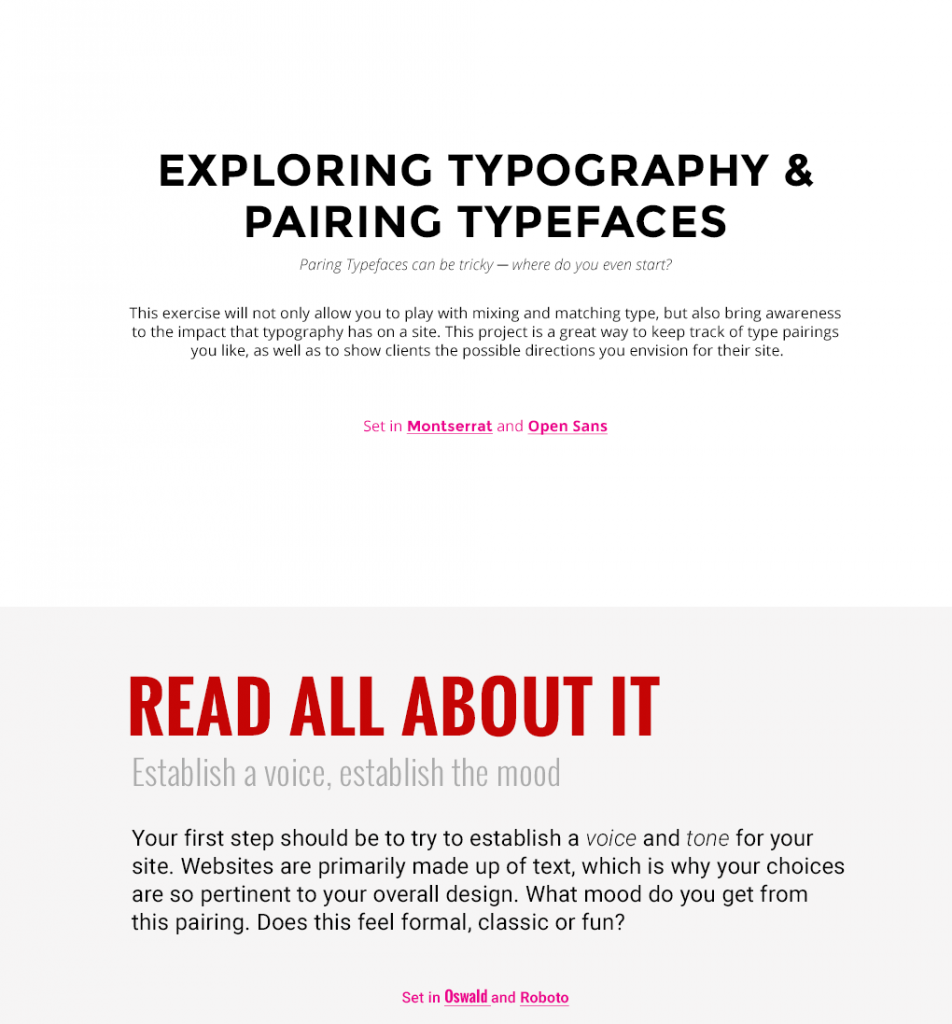 EXPLORING TYPOGRAPHY &
PAIRING TYPEFACES
Paring Typefaces can be tricky — where do you even start?
This exercise will not only allow you to play with mixing and matching type, but also bring awareness
to the impact that typography has on a site. This project is a great way to keep track of type pairings
you like, as well as to show clients the possible directions you envision for their site.
Set in Montserrat and Open Sans
READ ALL ABOUT IT
Establish a voice, establish the mood
Your first step should be to try to establish a voice and tone for your
site. Websites are primarily made up of text, which is why your choices
are so pertinent to your overall design. What mood do you get from
this pairing. Does this feel formal, classic or fun?
Set in Oswald and Roboto